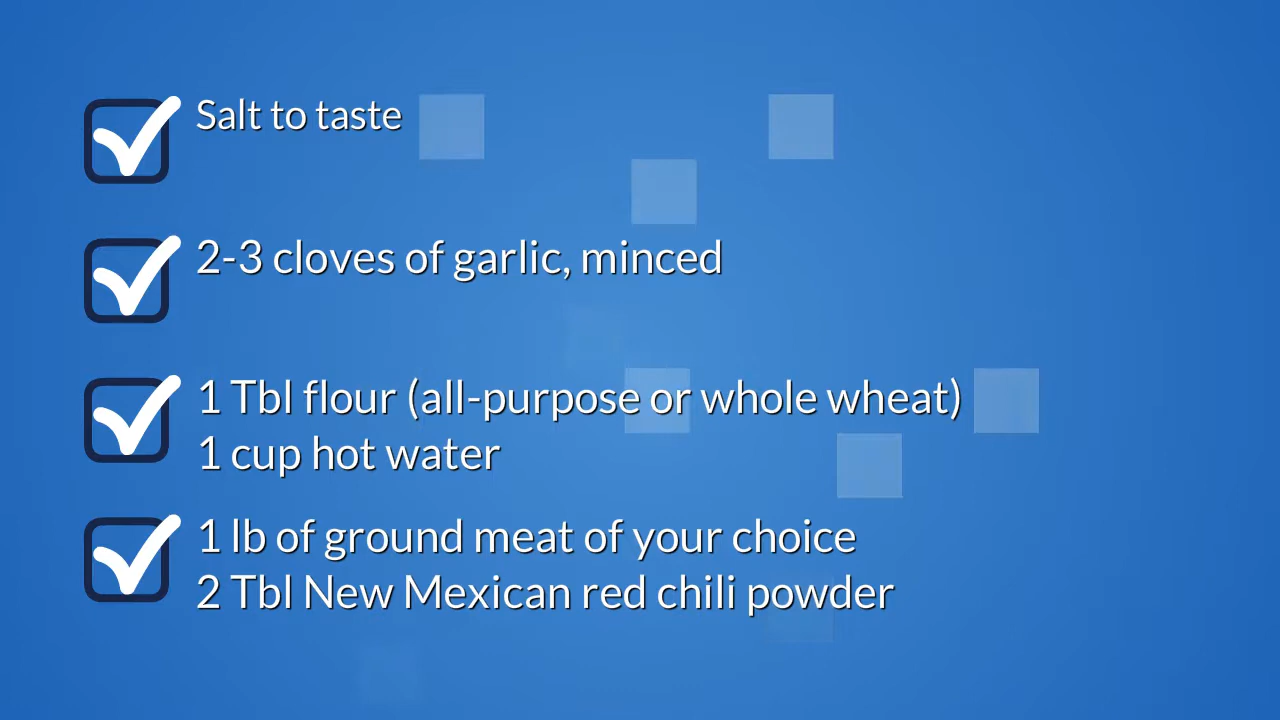 Salt to taste
2-3 cloves of garlic, minced
1 Tbl flour (all-purpose or whole wheat)
1 cup hot water
1 lb of ground meat of your choice
2 Tbl New Mexican red chili powder